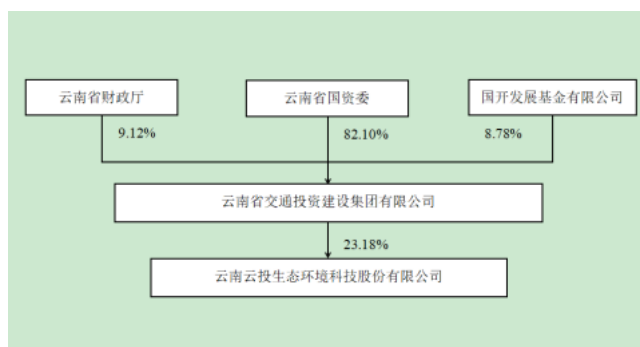 云南省财政厅
云南省国资委
国开发展基金有限公司
9.12%
82.10%
8.78%
云南省交通投资建设集团有限公司
23.18%
云南云投生态环境科技股份有限公司